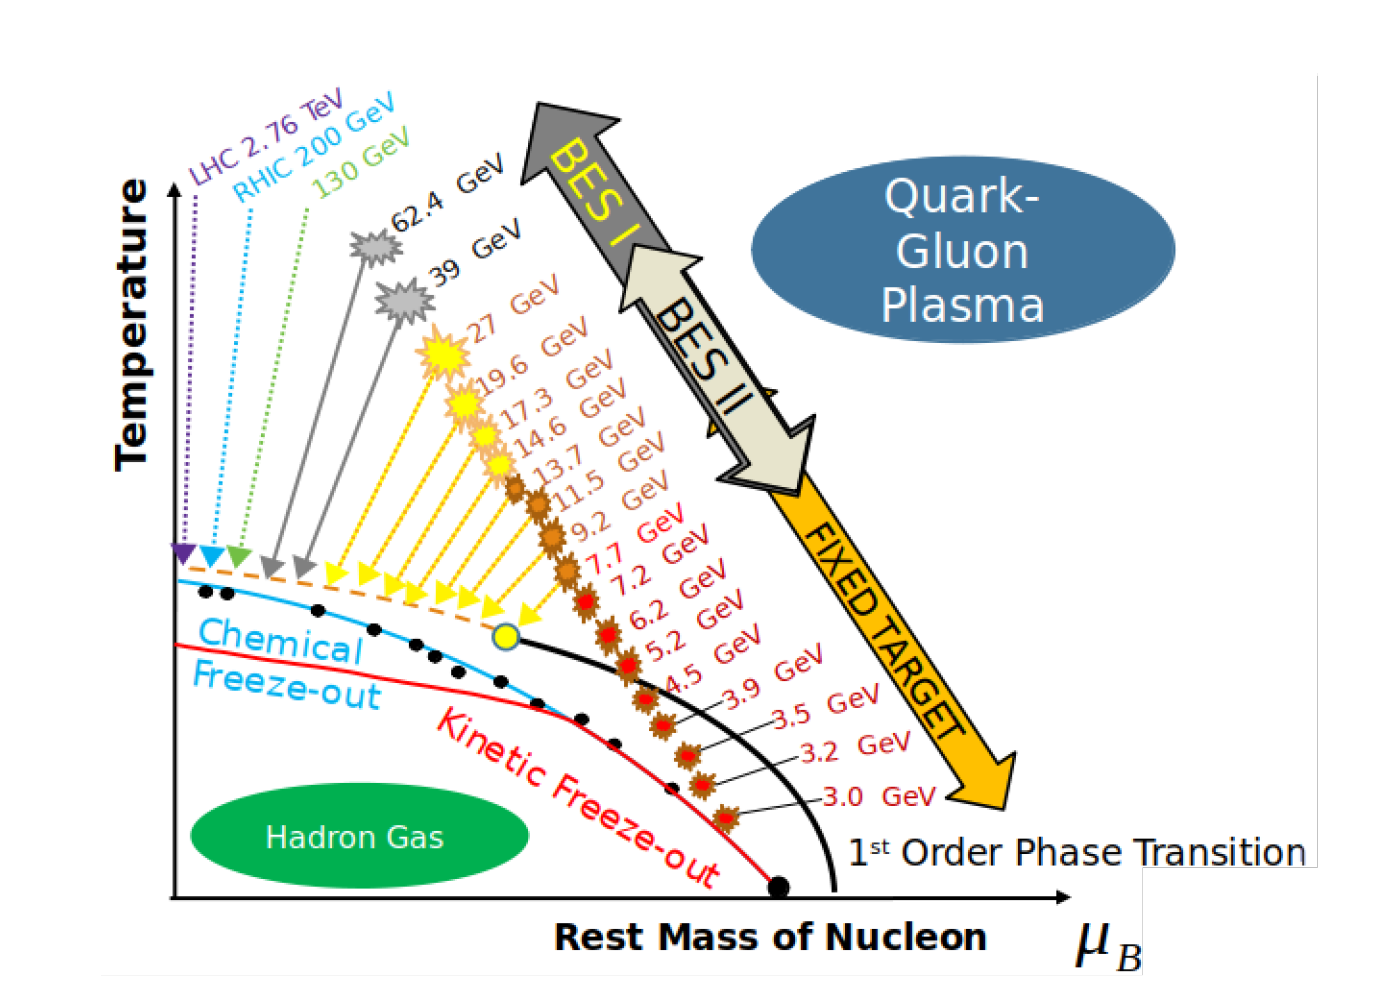 LHC 2.76 TeV
RHIC 200 GeV
130 GeV
62.4 GeV
39 GeV
27 GeV
19.6 GeV
17.3 GeV
14.6 GeV
13.7 GeV
11.5 GeV
9.2 GeV
7.7 GeV
7.2 GeV
6.2 GeV
5.2 GeV
4.5 GeV
3.9 GeV
3.5 GeV
3.2 GeV
3.0 GeV
BES I
BES II
FIXED TARGET
Quark-
Gluon
Plasma
Temperature
Chemical
Freeze-out
Kinetic Freeze-out
Hadron Gas
1st Order Phase Transition
Rest Mass of Nucleon
μB